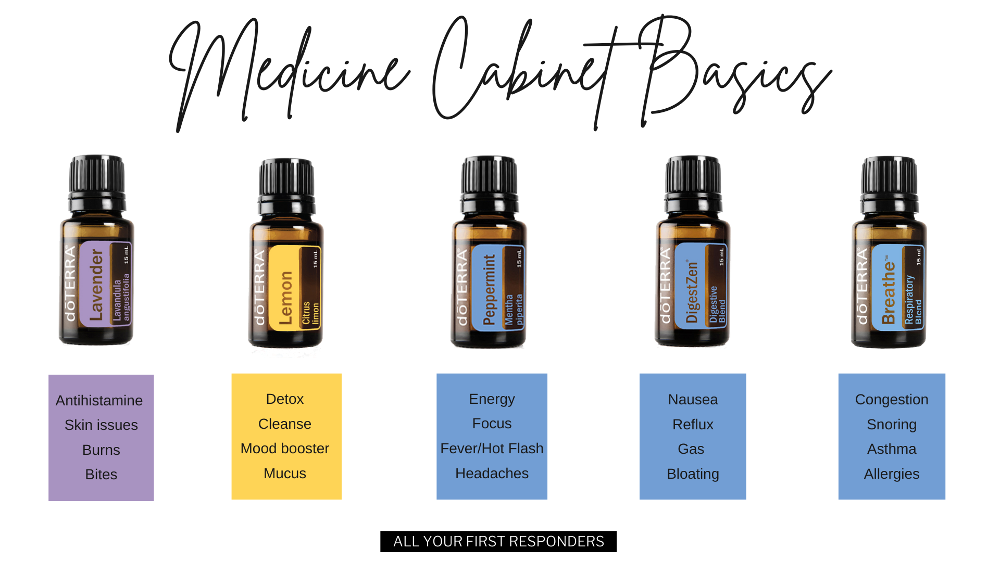 Medicine Cabinet Basics
dōTERRA®
Lavender
Lavandula
angustifolia
15 mL
dōTERRA®
Lemon
Citrus
limon
15 mL
dōTERRA®
Peppermint
Mentha
piperita
15 mL
dōTERRA®
DigestZen®
Digestive
Blend
15 mL
dōTERRA®
Breathe™
Respiratory
Blend
15 mL
Antihistamine
Skin issues
Burns
Bites
Detox
Cleanse
Mood booster
Mucus
Energy
Focus
Fever/Hot Flash
Headaches
Nausea
Reflux
Gas
Bloating
Congestion
Snoring
Asthma
Allergies
ALL YOUR FIRST RESPONDERS